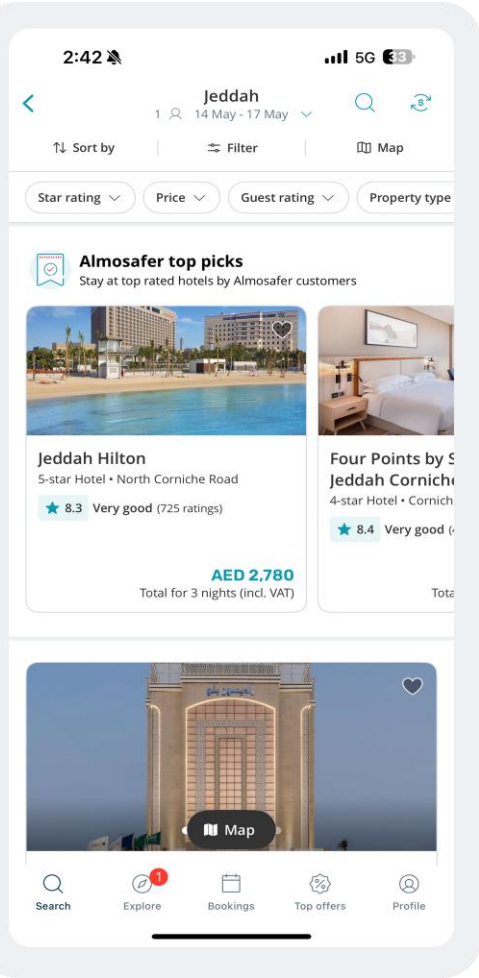 2:42
5G 33
Jeddah
1 14 May - 17 May
Sort by
Filter
Map
Star rating
Price
Guest rating
Property type
Almosafer top picks
Stay at top rated hotels by Almosafer customers
Jeddah Hilton
5-star Hotel • North Corniche Road
8.3 Very good (725 ratings)
AED 2,780
Total for 3 nights (incl. VAT)
Four Points by S
Jeddah Corniche
4-star Hotel • Cornich
8.4 Very good (4
Tota
Map
1
Search
Explore
Bookings
Top offers
Profile